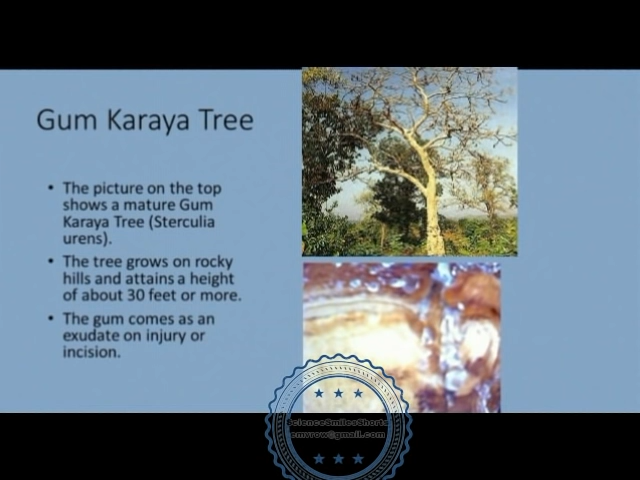 Gum Karaya Tree
• The picture on the top
shows a mature Gum
Karaya Tree (Sterculia
urens).
• The tree grows on rocky
hills and attains a height
of about 30 feet or more.
• The gum comes as an
exudate on injury or
incision.
ScienceSmilesShorts
emvrow@gmail.com